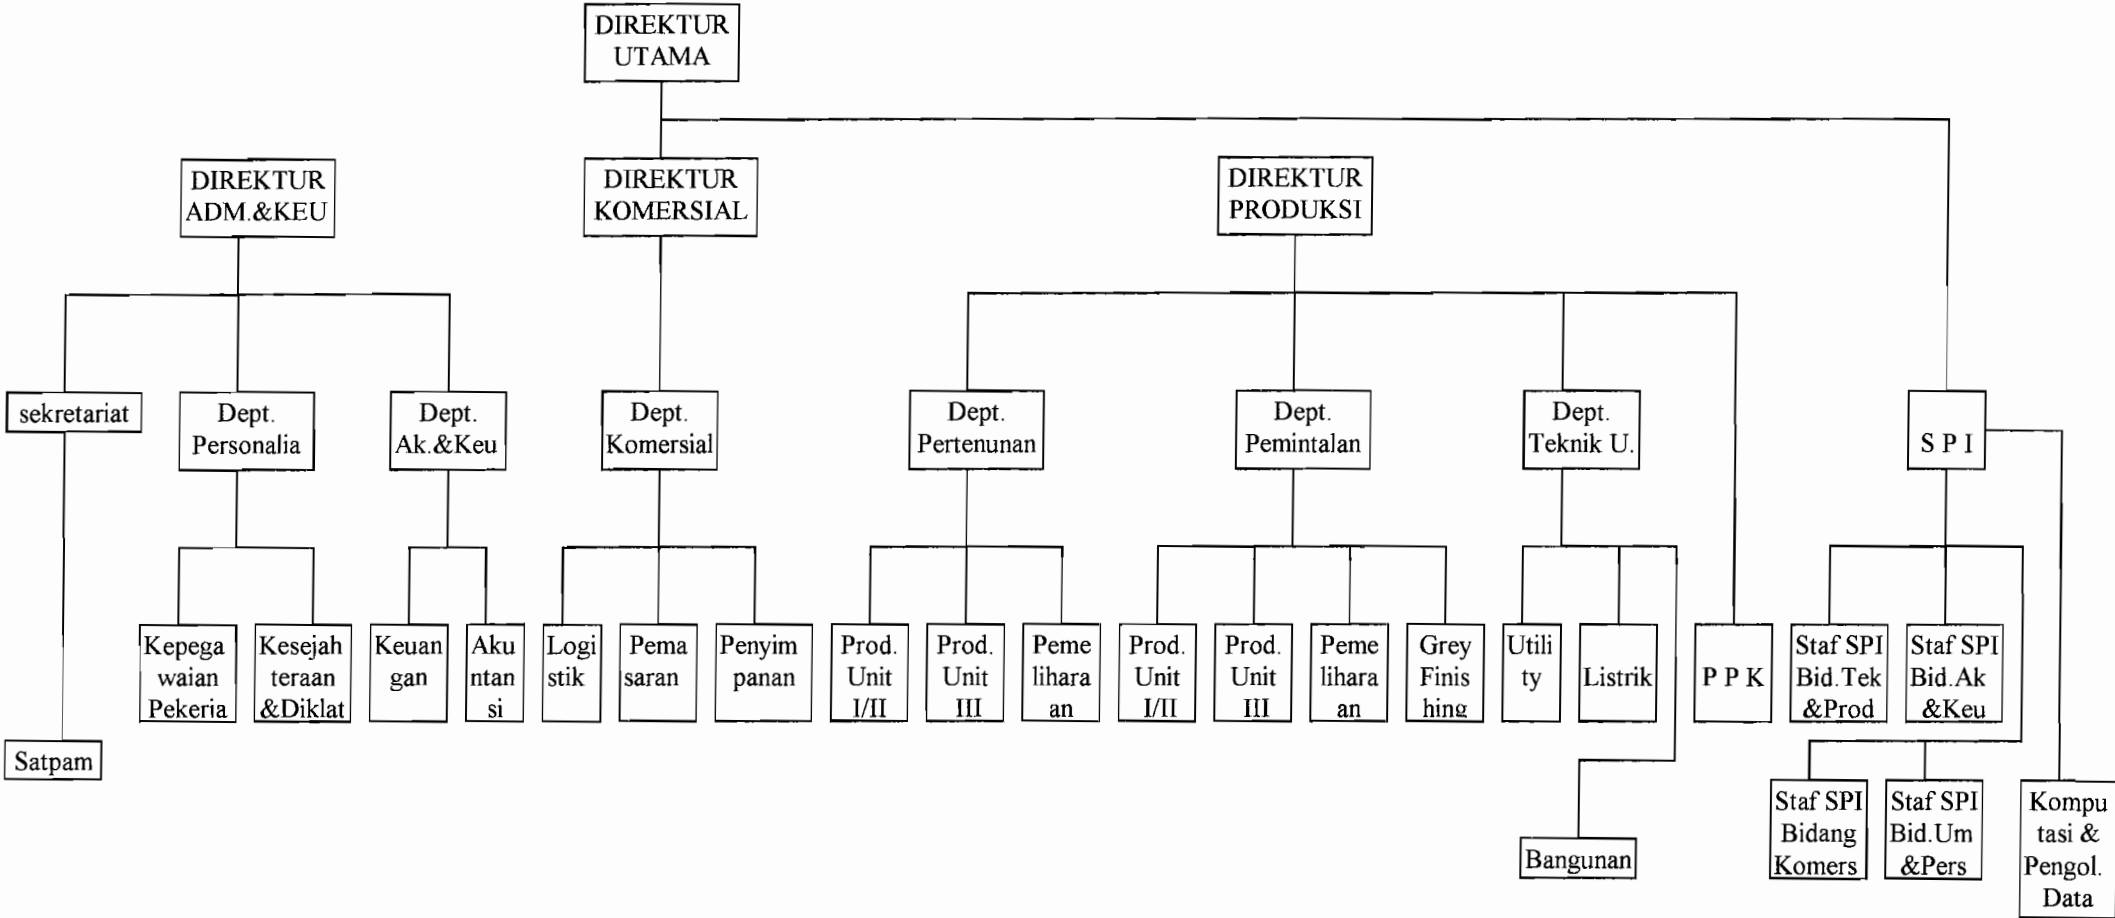 DIREKTUR
UTAMA
DIREKTUR
ADM.&KEU
DIREKTUR
KOMERSIAL
DIREKTUR
PRODUKSI
sekretariat
Dept.
Personalia
Dept.
Ak.&Keu
Dept.
Komersial
Dept.
Pertenunan
Dept.
Pemintalan
Dept.
Teknik U.
S P I
Kepega
waian
Pekeria
Kesejah
teraan
&Diklat
Keuan
gan
Aku
ntan
si
Logi
stik
Pema
saran
Penyim
panan
Prod.
Unit
I/II
Prod.
Unit
III
Peme
lihara
an
Prod.
Unit
I/II
Prod.
Unit
III
Peme
lihara
an
Grey
Finis
hing
Utili
ty
Listrik
P P K
Staf SPI
Bid.Tek
&Prod
Staf SPI
Bid.Ak
&Keu
Satpam
Bangunan
Staf SPI
Bidang
Komers
Staf SPI
Bid.Um
&Pers
Kompu
tasi &
Pengol.
Data